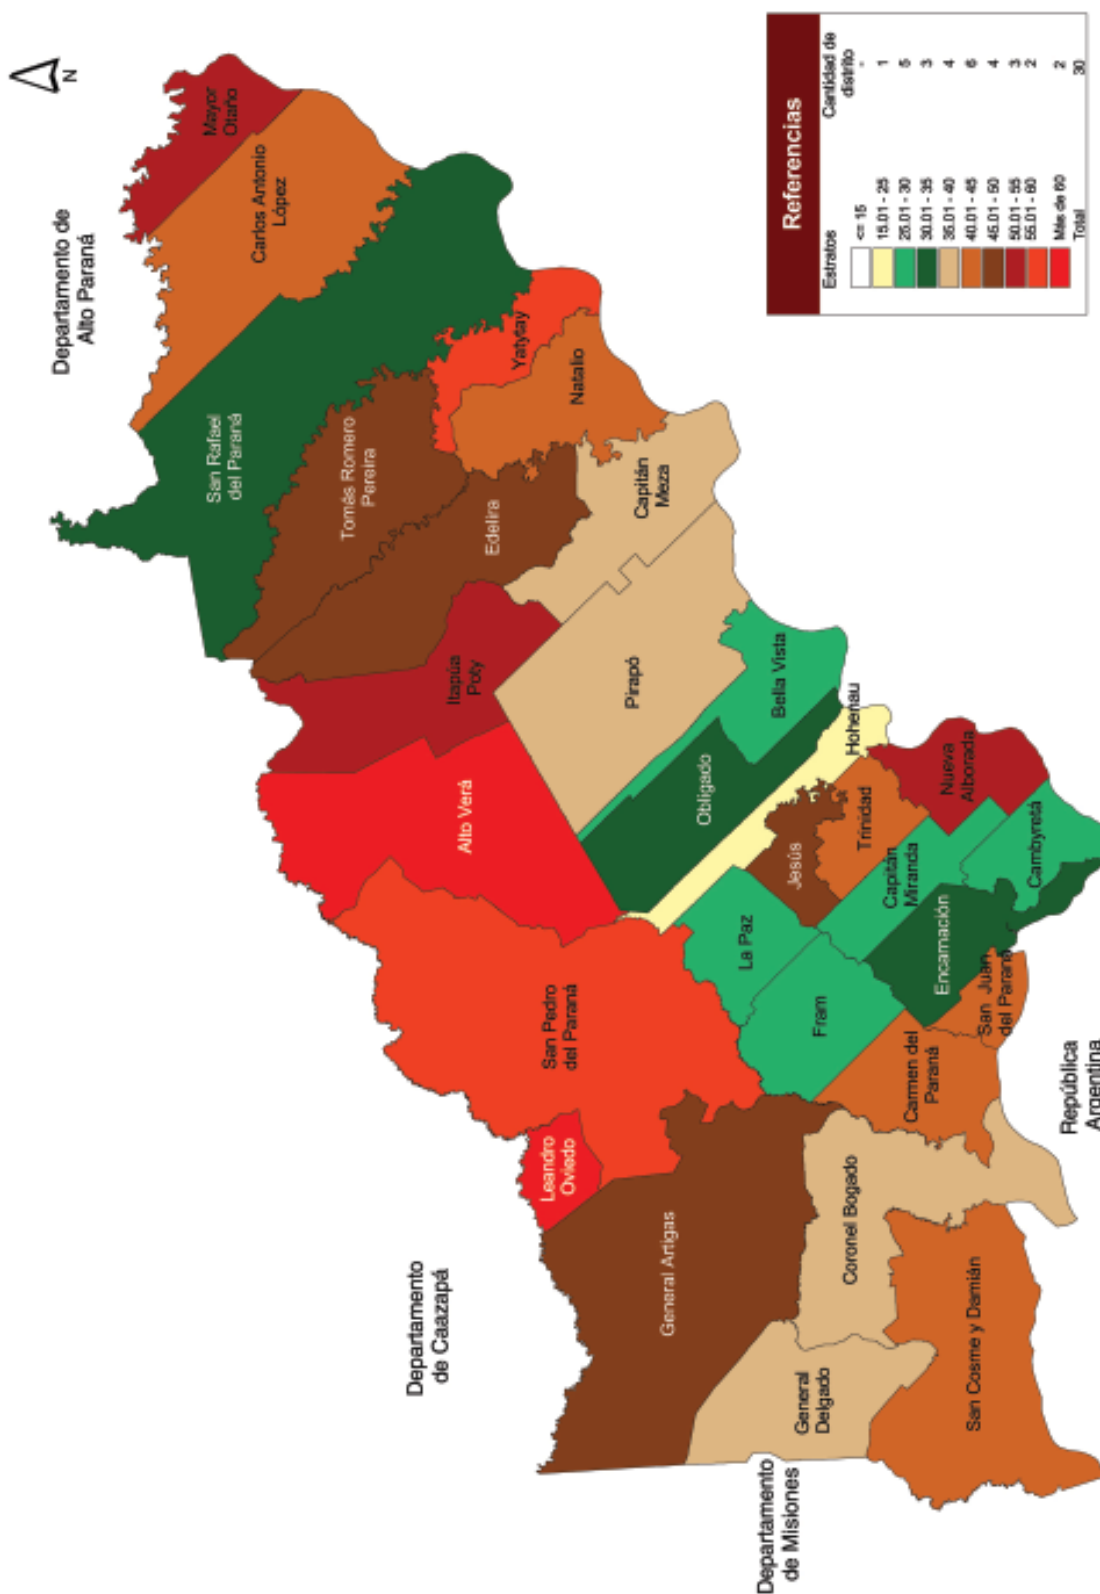 N
Departamento de
Alto Paraná
Mayor
Otaño
Carlos Antonio
López
San Rafael
del Paraná
Tomás Romero
Pereira
Yatytay
Natalio
Edelira
Capitán
Meza
Itapúa
Poty
Pirapó
Alto Verá
Bella Vista
Obligado
Hohenau
Jesús
Trinidad
Nueva
Alborada
Capitán
Miranda
Cambyretá
La Paz
Fram
Encarnación
San Juan
del Paraná
Carmen del
Paraná
San Pedro
del Paraná
Leandro
Oviedo
General Artigas
Coronel Bogado
General
Delgado
San Cosme y Damián
Departamento
de Caazapá
Departamento
de Misiones
República
Argentina
Referencias
Estratos Cantidad de
distrito
<= 15 -
15.01 - 25 1
25.01 - 30 5
30.01 - 35 3
35.01 - 40 4
40.01 - 45 6
45.01 - 50 4
50.01 - 55 3
55.01 - 60 2
Más de 60 2
Total 30